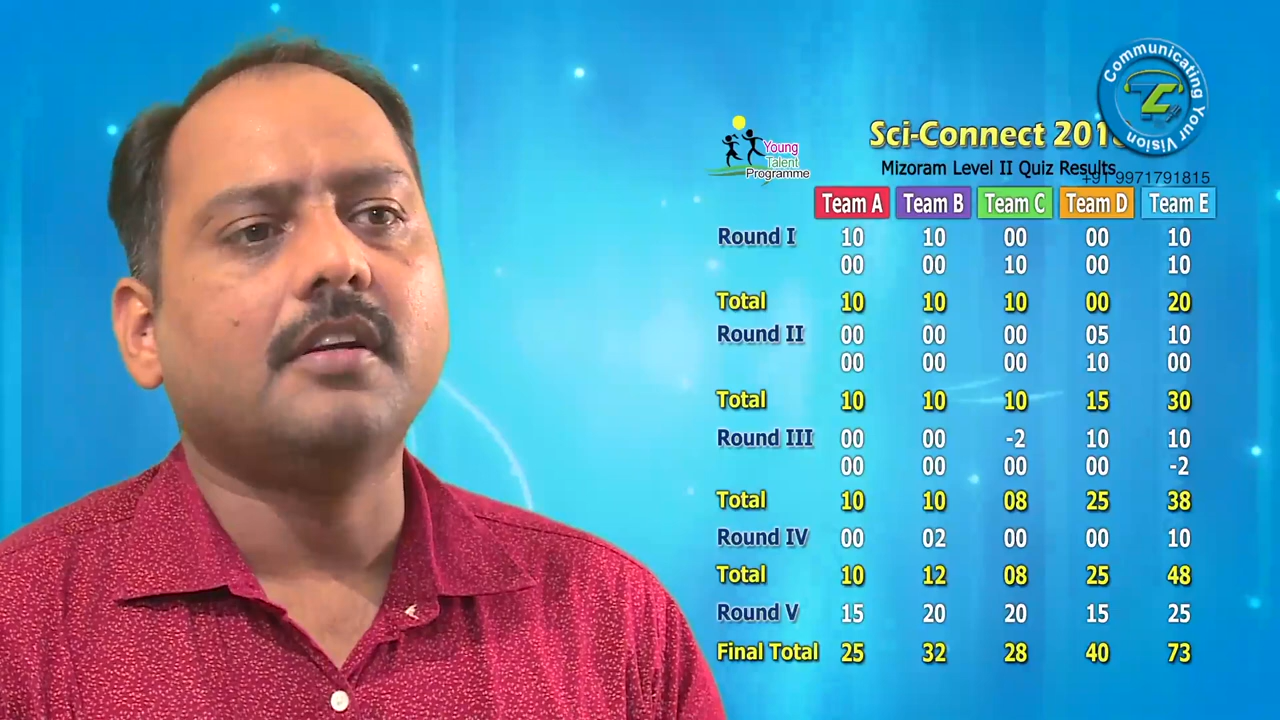 Communicating Your Vision
TC
Young
Talent
Programme
Sci-Connect 201
Mizoram Level II Quiz Results
+91 9971791815
Team A Team B Team C Team D Team E
Round I 10 10 00 00 10
00 00 10 00 10
Total 10 10 10 00 20
Round II 00 00 00 05 10
00 00 00 10 00
Total 10 10 10 15 30
Round III 00 00 -2 10 10
00 00 00 00 -2
Total 10 10 08 25 38
Round IV 00 02 00 00 10
Total 10 12 08 25 48
Round V 15 20 20 15 25
Final Total 25 32 28 40 73